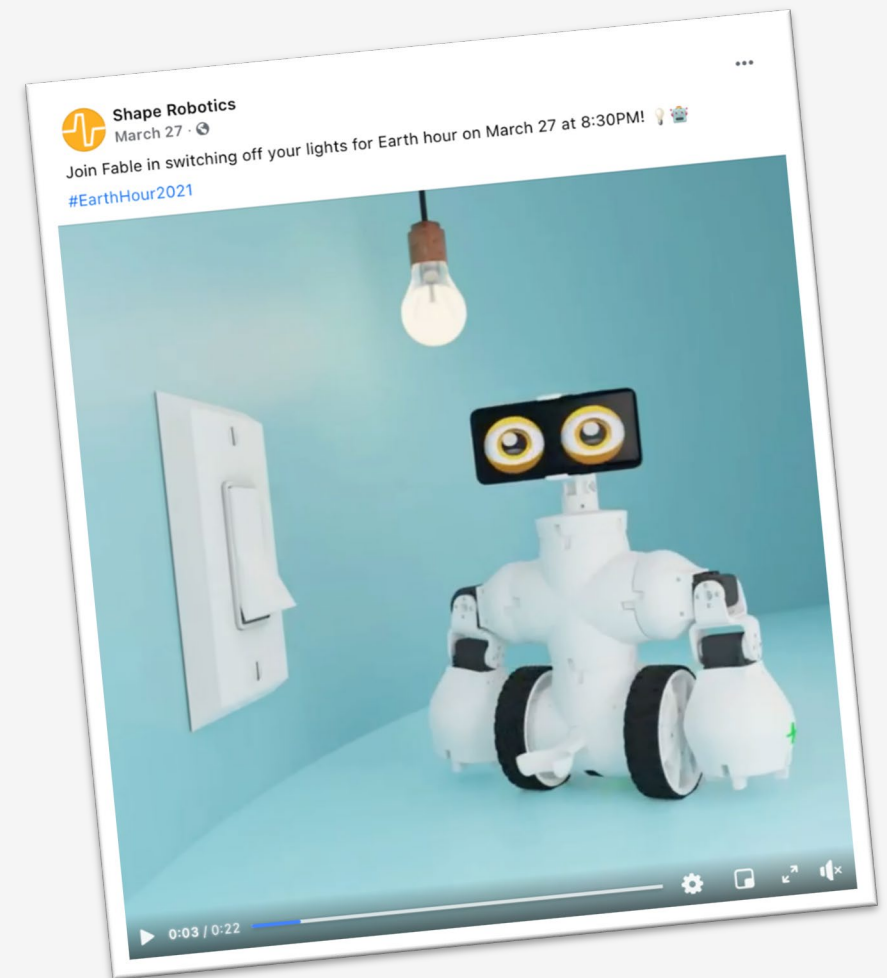 Shape Robotics
March 27 ·
Join Fable in switching off your lights for Earth hour on March 27 at 8:30PM! 💡🤖
#EarthHour2021
0:03 / 0:22